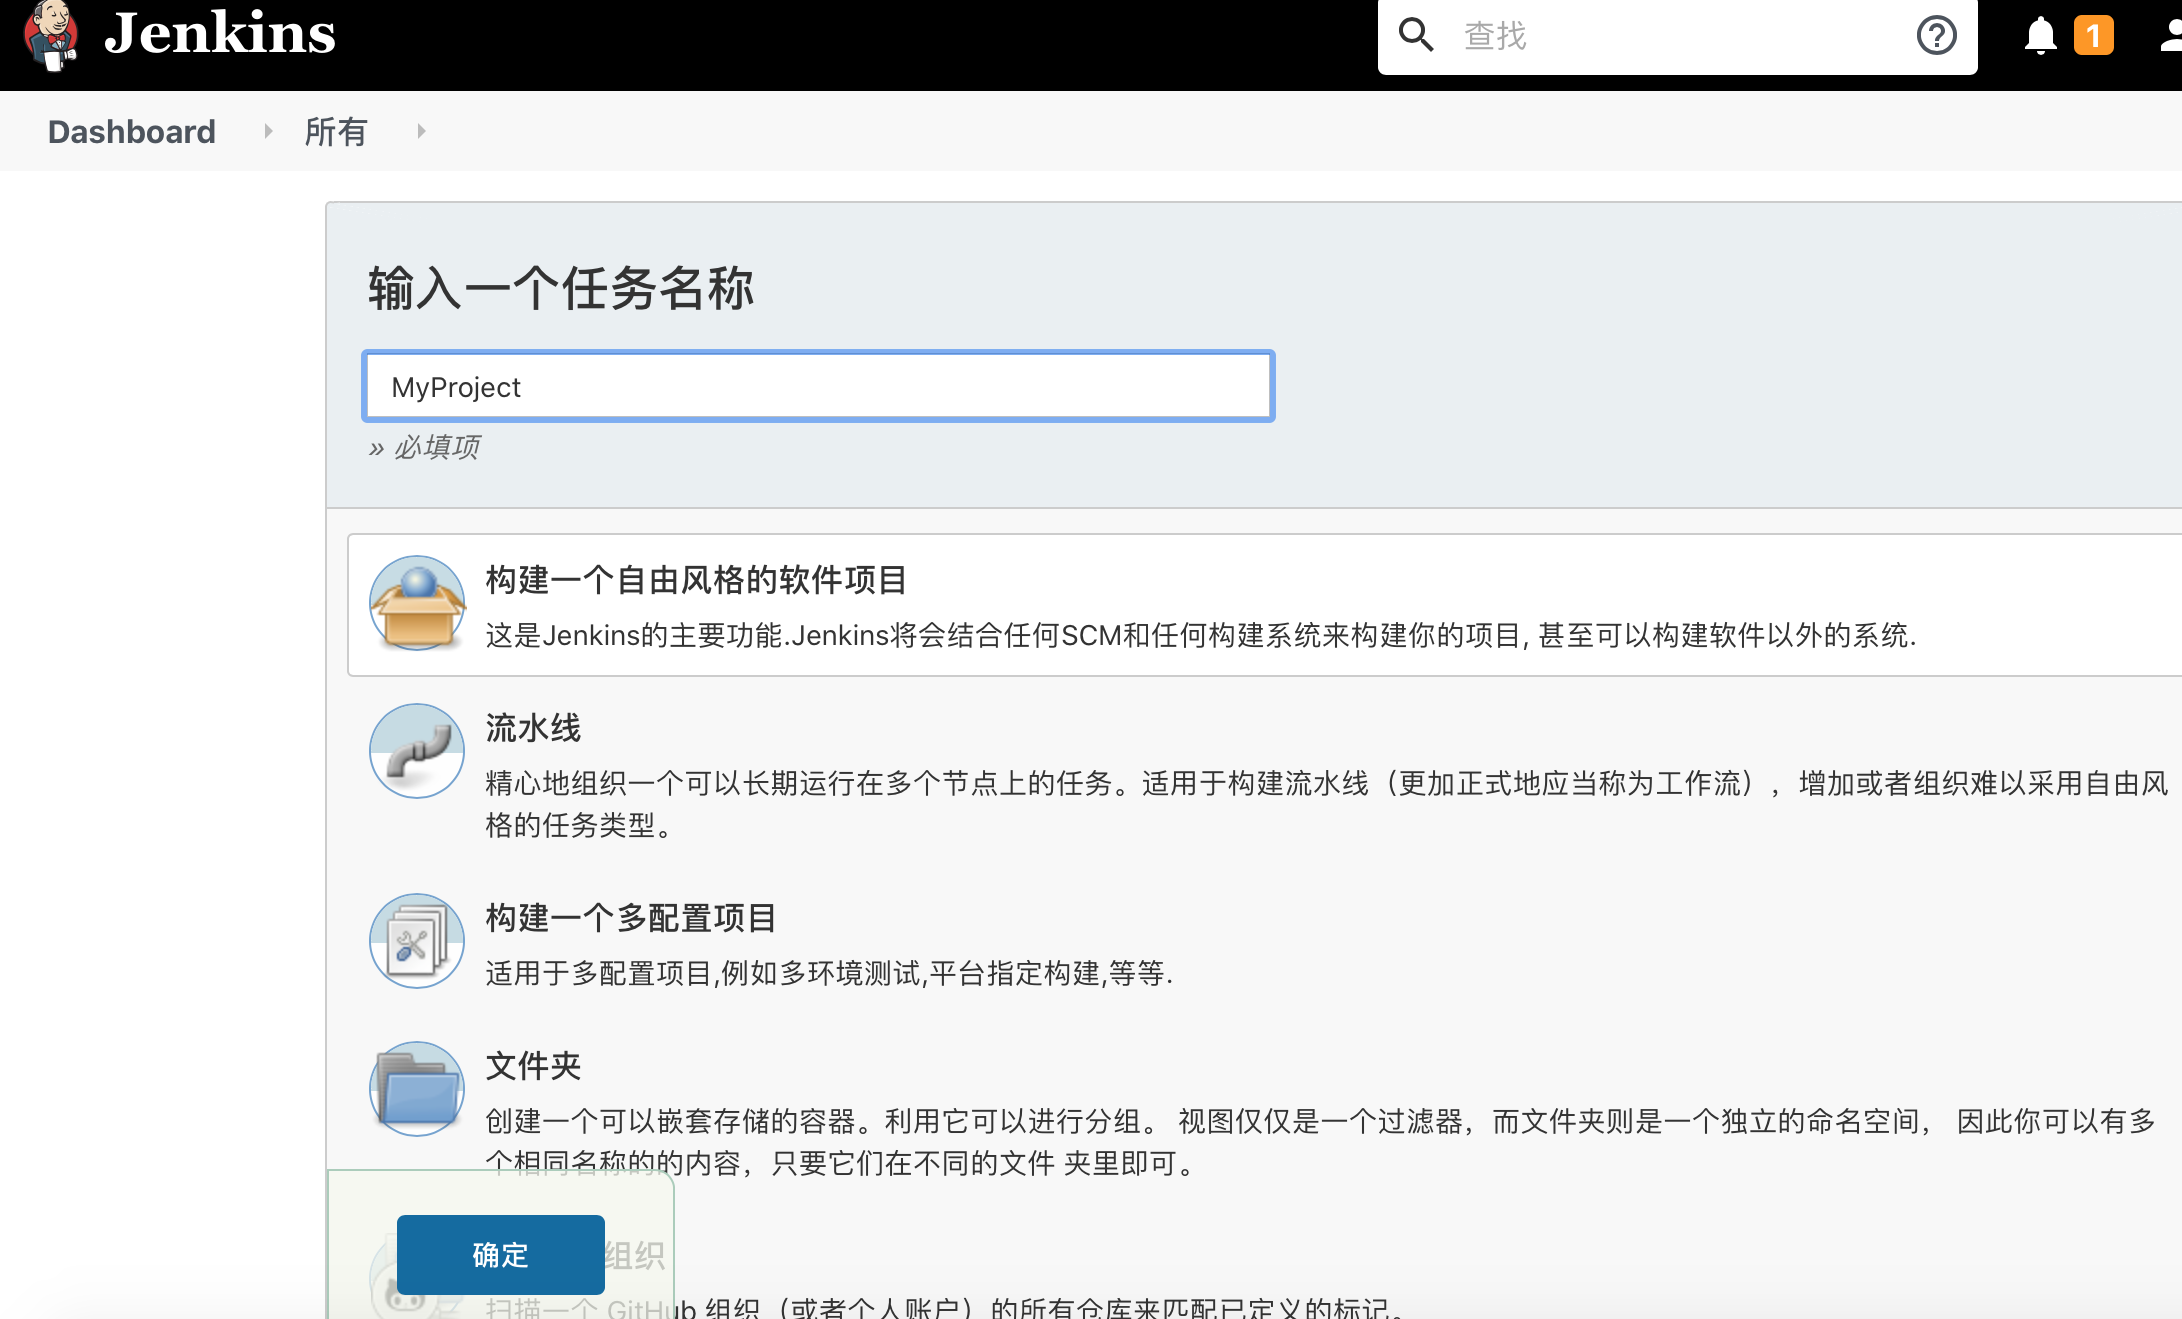 Jenkins
查找
1
Dashboard
所有
输入一个任务名称
MyProject
» 必填项
构建一个自由风格的软件项目
这是Jenkins的主要功能.Jenkins将会结合任何SCM和任何构建系统来构建你的项目, 甚至可以构建软件以外的系统.
流水线
精心地组织一个可以长期运行在多个节点上的任务。适用于构建流水线（更加正式地应当称为工作流），增加或者组织难以采用自由风
格的任务类型。
构建一个多配置项目
适用于多配置项目,例如多环境测试,平台指定构建,等等.
文件夹
创建一个可以嵌套存储的容器。利用它可以进行分组。 视图仅仅是一个过滤器，而文件夹则是一个独立的命名空间， 因此你可以有多
个相同名称的的内容，只要它们在不同的文件 夹里即可。
确定
组织
扫描一个 GitHub 组织（或者个人账户）的所有仓库来匹配已定义的标记。